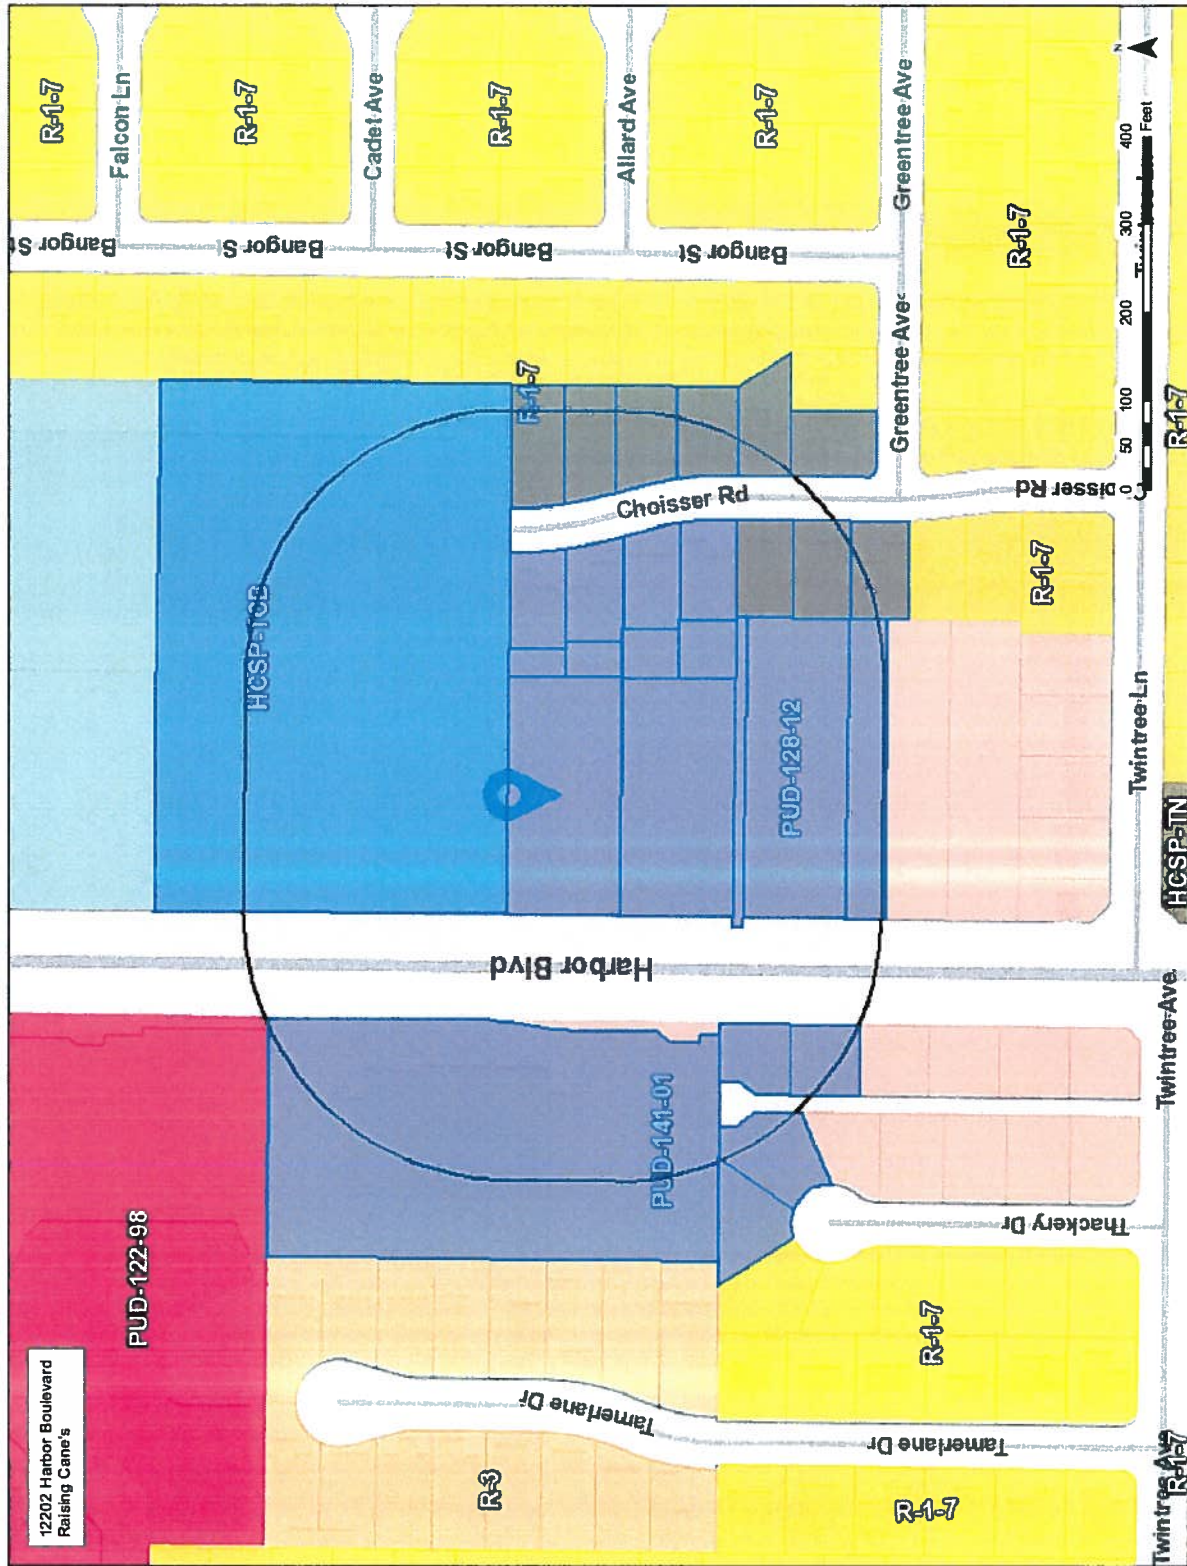 12202 Harbor Boulevard
Raising Cane's
PUD-122-98
R-3
R-1-7
R-1-7
R-1-7
Tamerlane Dr
Tamerlane Dr
Thackery Dr
Twintree Ave
Twintree Ave
PUD-141-01
Harbor Blvd
HCSP-TCB
PUD-128-12
HCSP-TN
Twintree Ln
Choisser Rd
R-1-7
R-1-7
R-1-7
Greentree Ave
Greentree Ave
R-1-7
Bangor St
Bangor St
Bangor St
Bangor St
Falcon Ln
Cadet Ave
Allard Ave
R-1-7
R-1-7
R-1-7
R-1-7
N
0 50 100 200 300 400
Feet